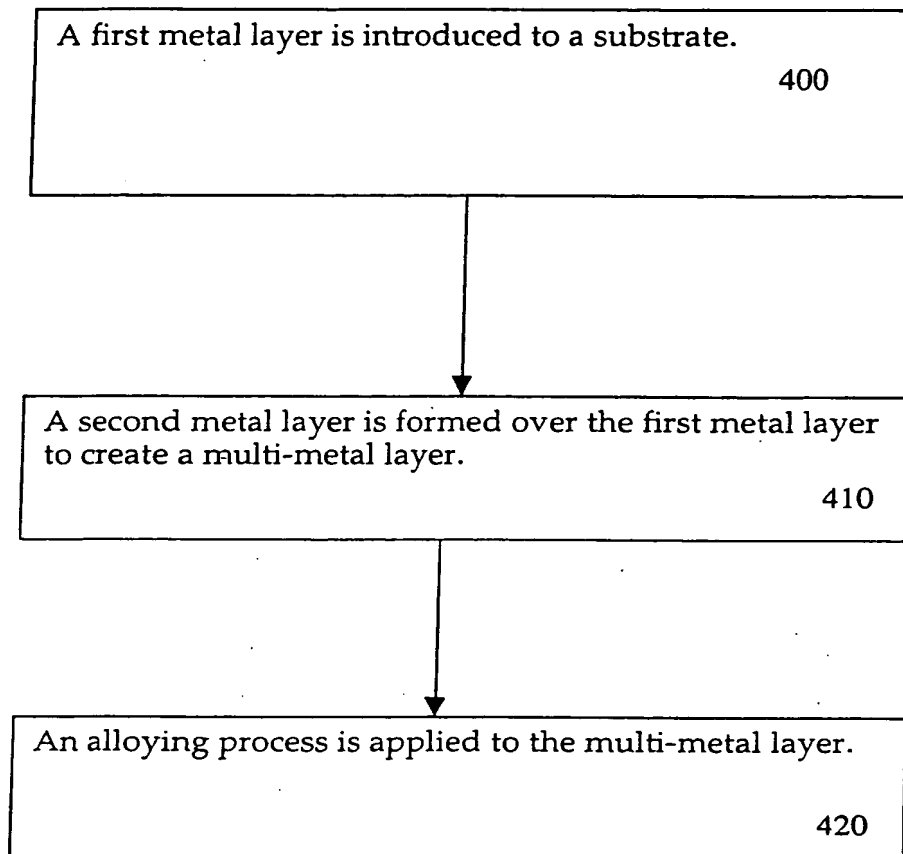 A first metal layer is introduced to a substrate.
400
A second metal layer is formed over the first metal layer
to create a multi-metal layer.
410
An alloying process is applied to the multi-metal layer.
420